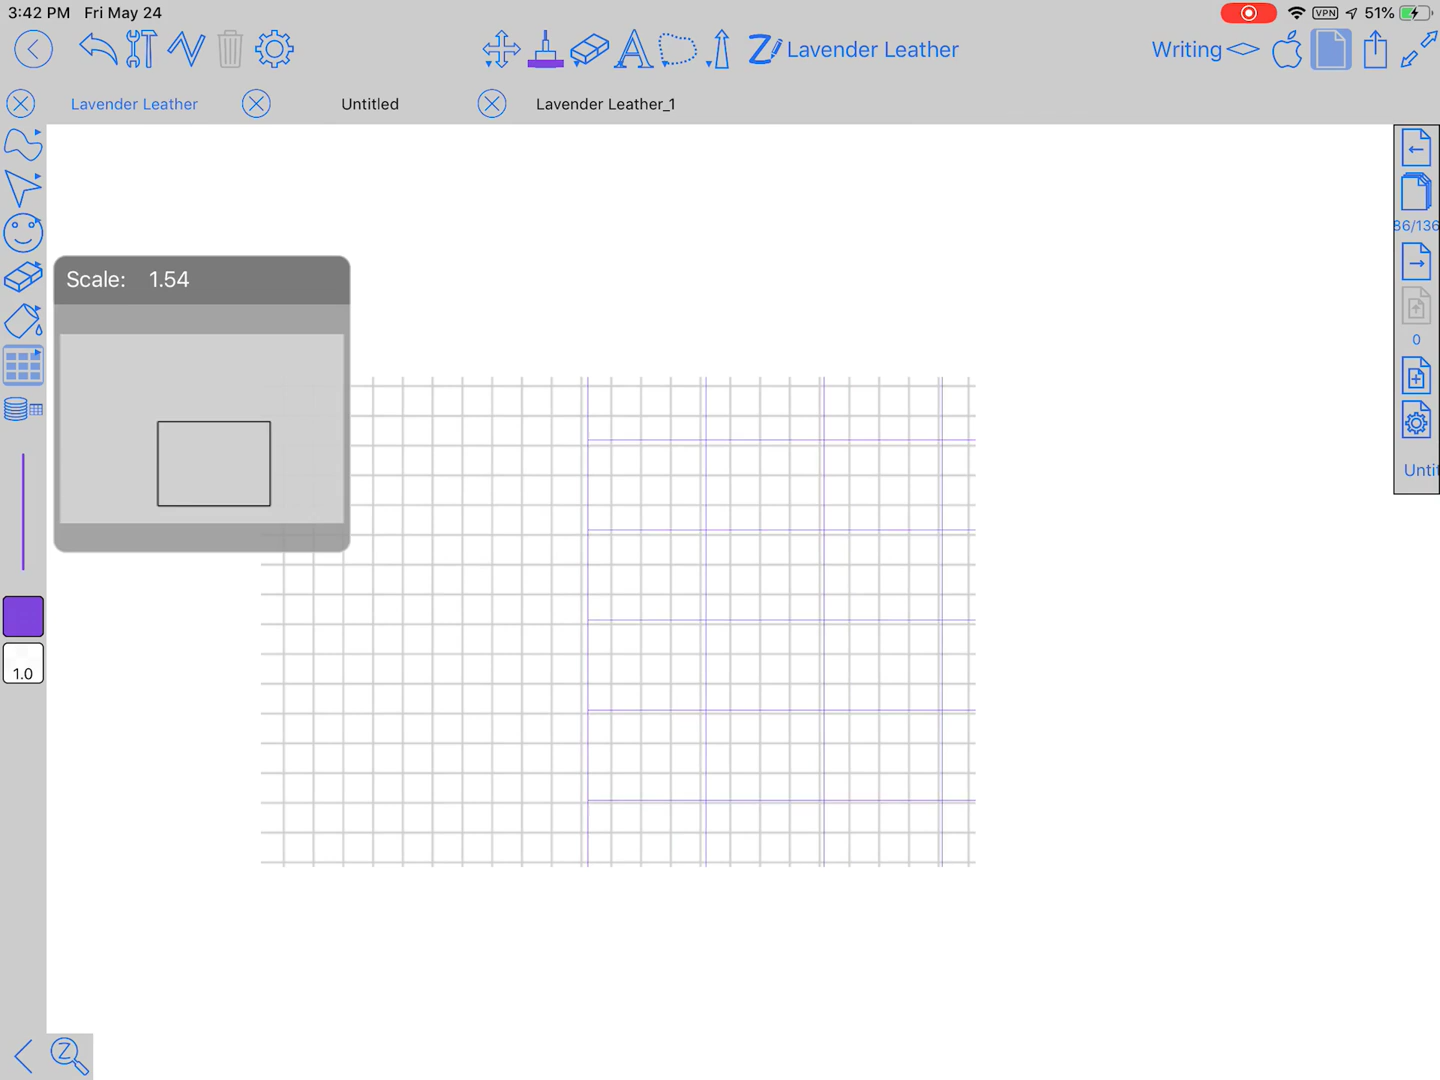 3:42 PM Fri May 24 VPN 51%
Lavender Leather Writing
Lavender Leather Untitled Lavender Leather_1
86/136
Scale: 1.54
0
Unti
1.0